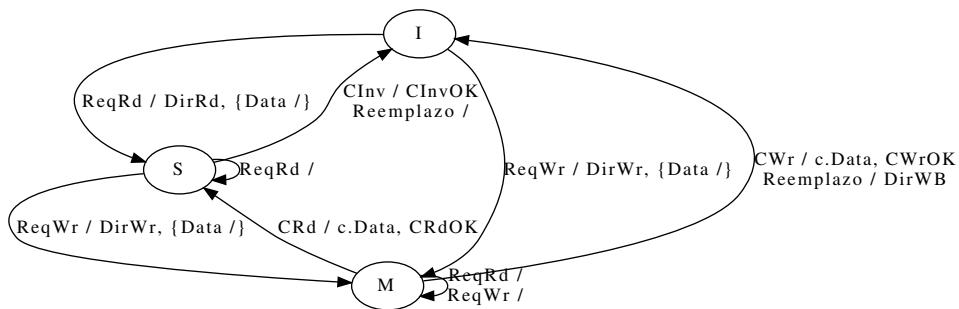 I
ReqRd / DirRd, {Data /}
CInv / CInvOK
Reemplazo /
S
ReqRd /
ReqWr / DirWr, {Data /}
CWr / c.Data, CWrOK
Reemplazo / DirWB
ReqWr / DirWr, {Data /}
CRd / c.Data, CRdOK
M
ReqRd /
ReqWr /